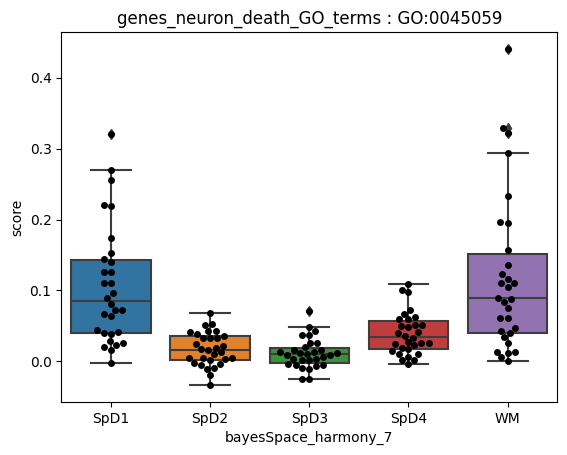 genes_neuron_death_GO_terms : GO:0045059
score
0.4
0.3
0.2
0.1
0.0
SpD1 SpD2 SpD3 SpD4 WM
bayesSpace_harmony_7